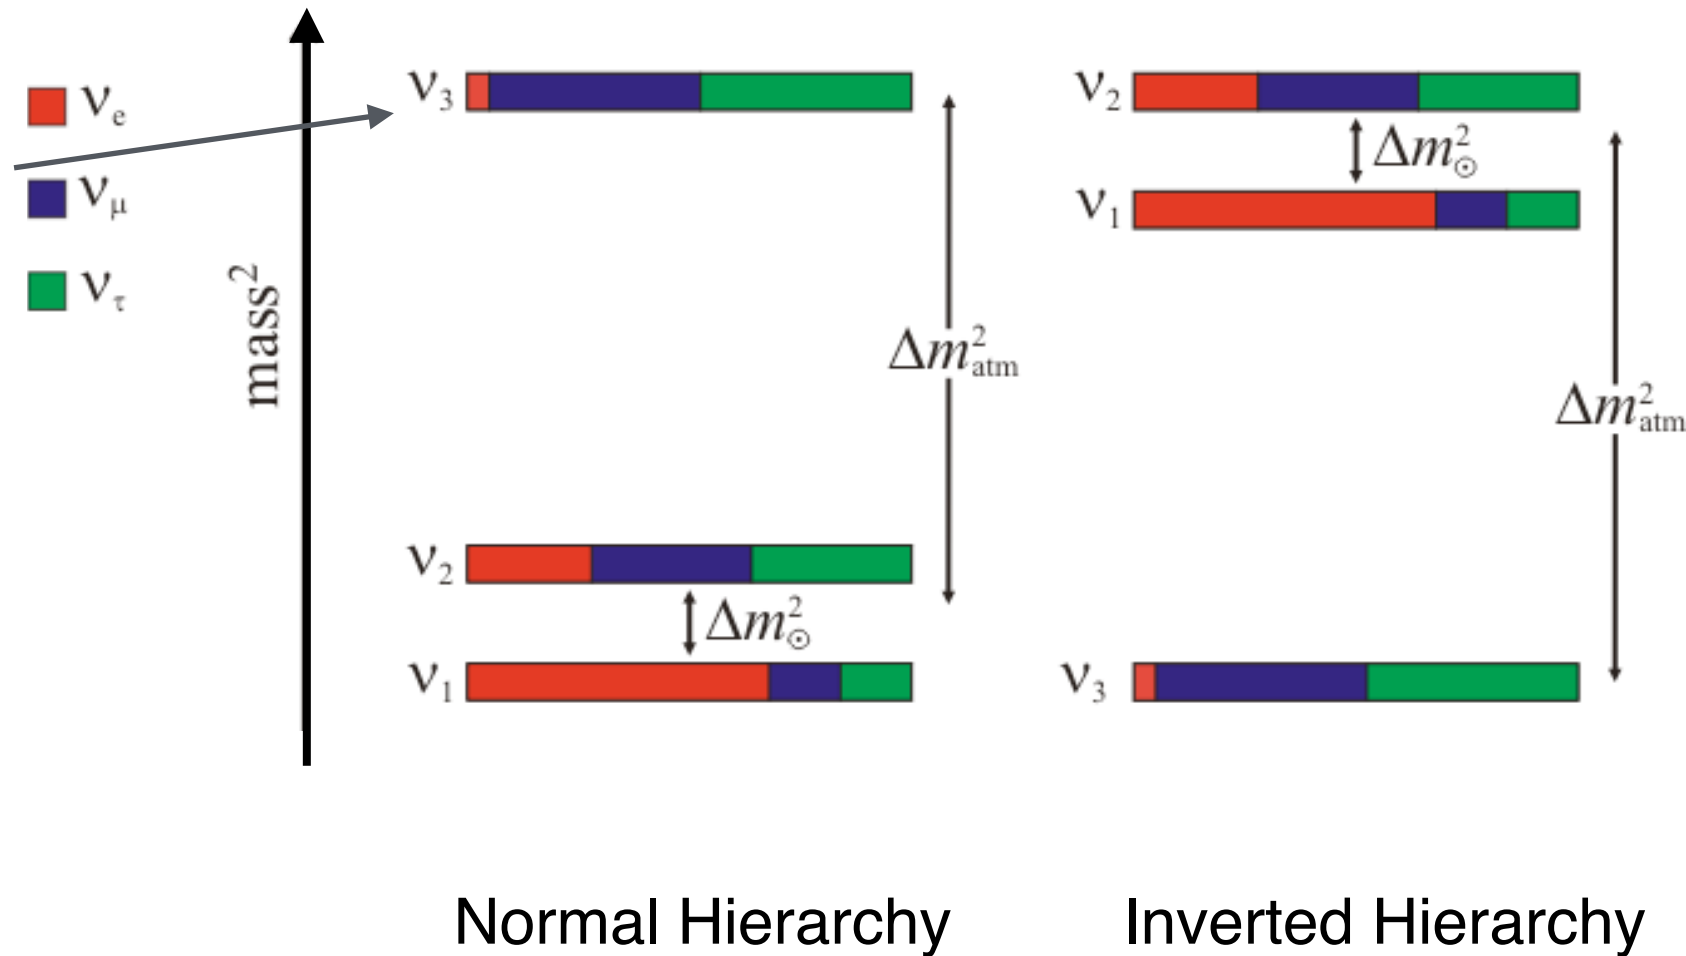 νe
νμ
ντ
mass²
ν₃
Δm²atm
ν₂
Δm²⊙
ν₁
Normal Hierarchy
ν₂
Δm²⊙
ν₁
Δm²atm
ν₃
Inverted Hierarchy